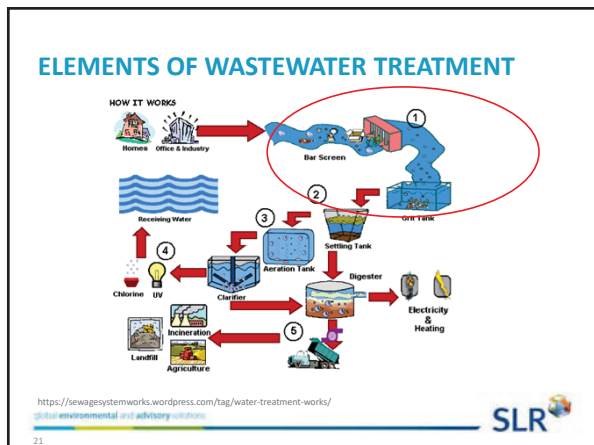 ELEMENTS OF WASTEWATER TREATMENT
HOW IT WORKS
Homes
Office & Industry
1
Bar Screen
Grit Tank
2
Settling Tank
3
Aeration Tank
Receiving Water
4
Chlorine
UV
Clarifier
Digester
Electricity
&
Heating
5
Incineration
Landfill
Agriculture
https://sewagesystemworks.wordpress.com/tag/water-treatment-works/
global environmental and advisory solutions
SLR
21